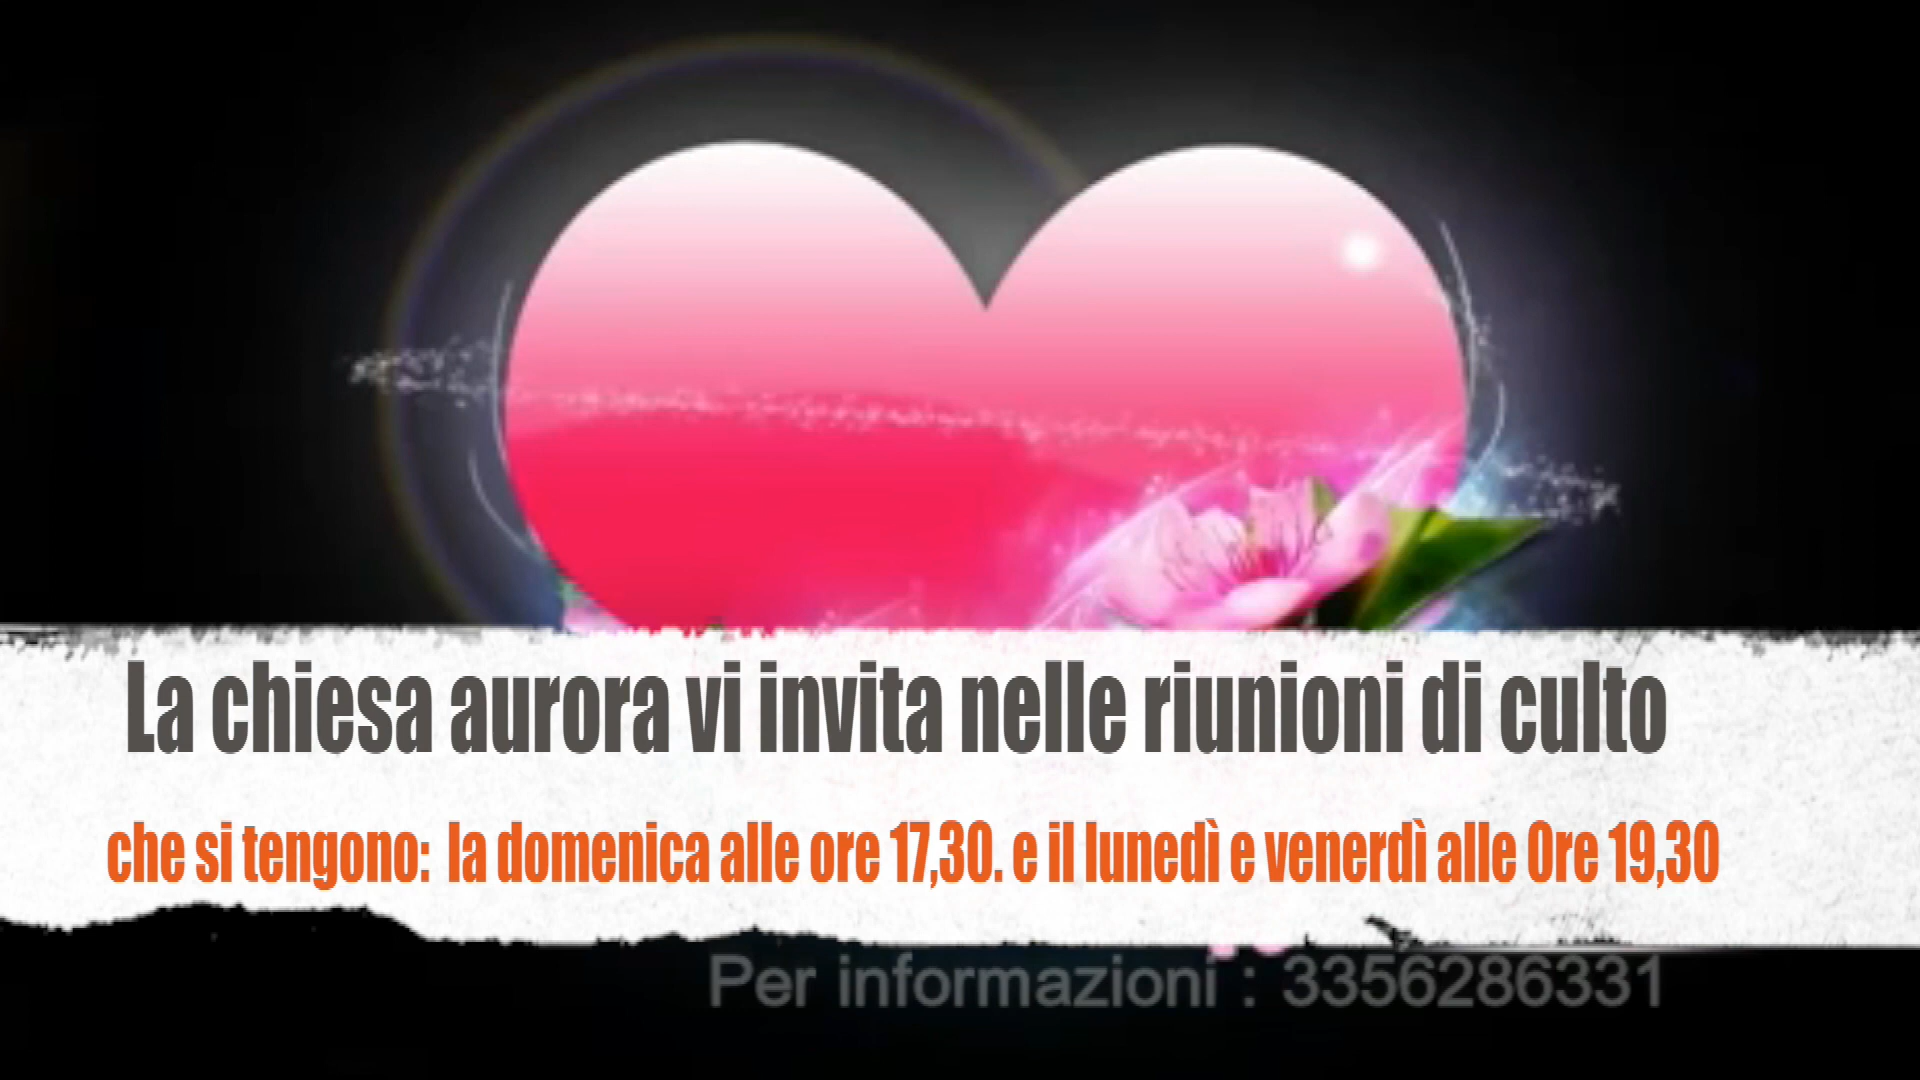 La chiesa aurora vi invita nelle riunioni di culto
che si tengono: la domenica alle ore 17,30. e il lunedì e venerdì alle Ore 19,30
Per informazioni : 3356286331